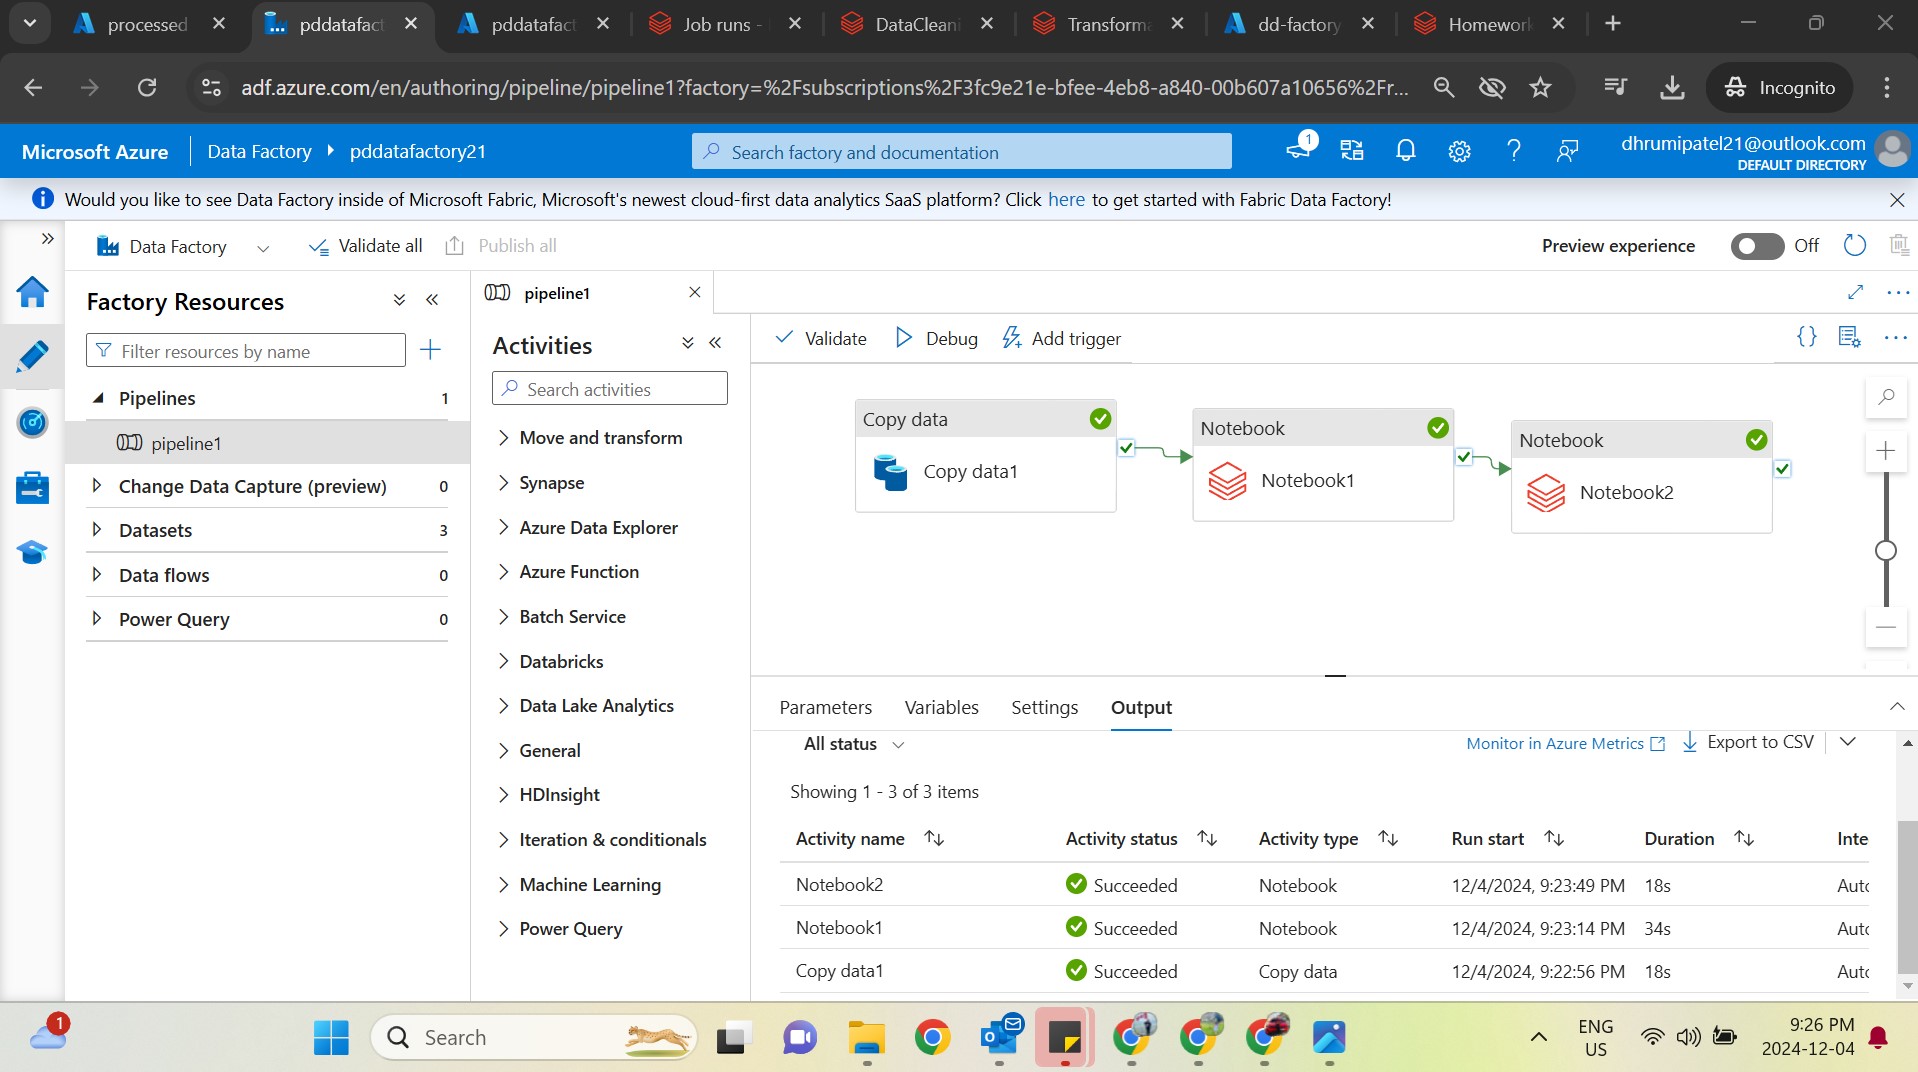 processed
pddatafact
pddatafact
Job runs -
DataCleani
Transforma
dd-factory
Homework
adf.azure.com/en/authoring/pipeline/pipeline1?factory=%2Fsubscriptions%2F3fc9e21e-bfee-4eb8-a840-00b607a10656%2Fr...
Incognito
Microsoft Azure
Data Factory
pddatafactory21
Search factory and documentation
1
dhrumipatel21@outlook.com
DEFAULT DIRECTORY
Would you like to see Data Factory inside of Microsoft Fabric, Microsoft's newest cloud-first data analytics SaaS platform? Click here to get started with Fabric Data Factory!
Data Factory
Validate all
Publish all
Preview experience
Off
Factory Resources
Filter resources by name
Pipelines 1
pipeline1
Change Data Capture (preview) 0
Datasets 3
Data flows 0
Power Query 0
pipeline1
Activities
Search activities
Move and transform
Synapse
Azure Data Explorer
Azure Function
Batch Service
Databricks
Data Lake Analytics
General
HDInsight
Iteration & conditionals
Machine Learning
Power Query
Validate
Debug
Add trigger
Copy data
Copy data1
Notebook
Notebook1
Notebook
Notebook2
Parameters
Variables
Settings
Output
All status
Monitor in Azure Metrics
Export to CSV
Showing 1 - 3 of 3 items
Activity name Activity status Activity type Run start Duration Inte
Notebook2 Succeeded Notebook 12/4/2024, 9:23:49 PM 18s Auto
Notebook1 Succeeded Notebook 12/4/2024, 9:23:14 PM 34s Auto
Copy data1 Succeeded Copy data 12/4/2024, 9:22:56 PM 18s Auto
1
Search
ENG
US
9:26 PM
2024-12-04